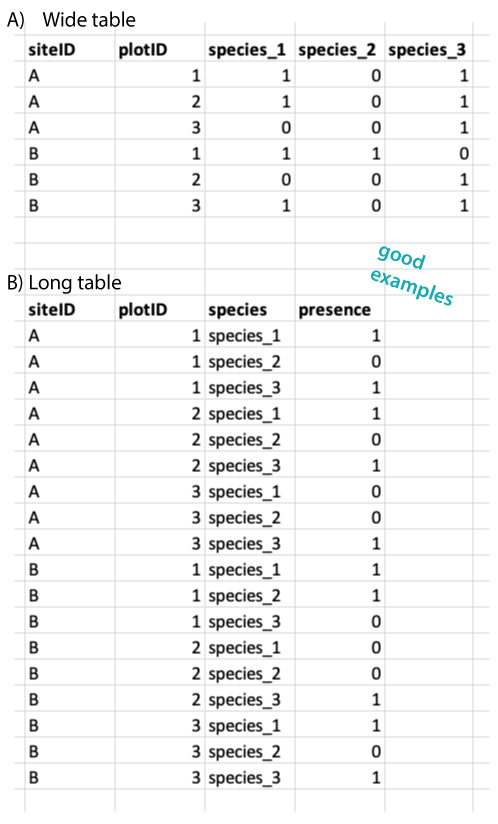 A) Wide table
siteID plotID species_1 species_2 species_3
A 1 1 0 1
A 2 1 0 1
A 3 0 0 1
B 1 1 1 0
B 2 0 0 1
B 3 1 0 1
good
examples
B) Long table
siteID plotID species presence
A 1 species_1 1
A 1 species_2 0
A 1 species_3 1
A 2 species_1 1
A 2 species_2 0
A 2 species_3 1
A 3 species_1 0
A 3 species_2 0
A 3 species_3 1
B 1 species_1 1
B 1 species_2 1
B 1 species_3 0
B 2 species_1 0
B 2 species_2 0
B 2 species_3 1
B 3 species_1 1
B 3 species_2 0
B 3 species_3 1